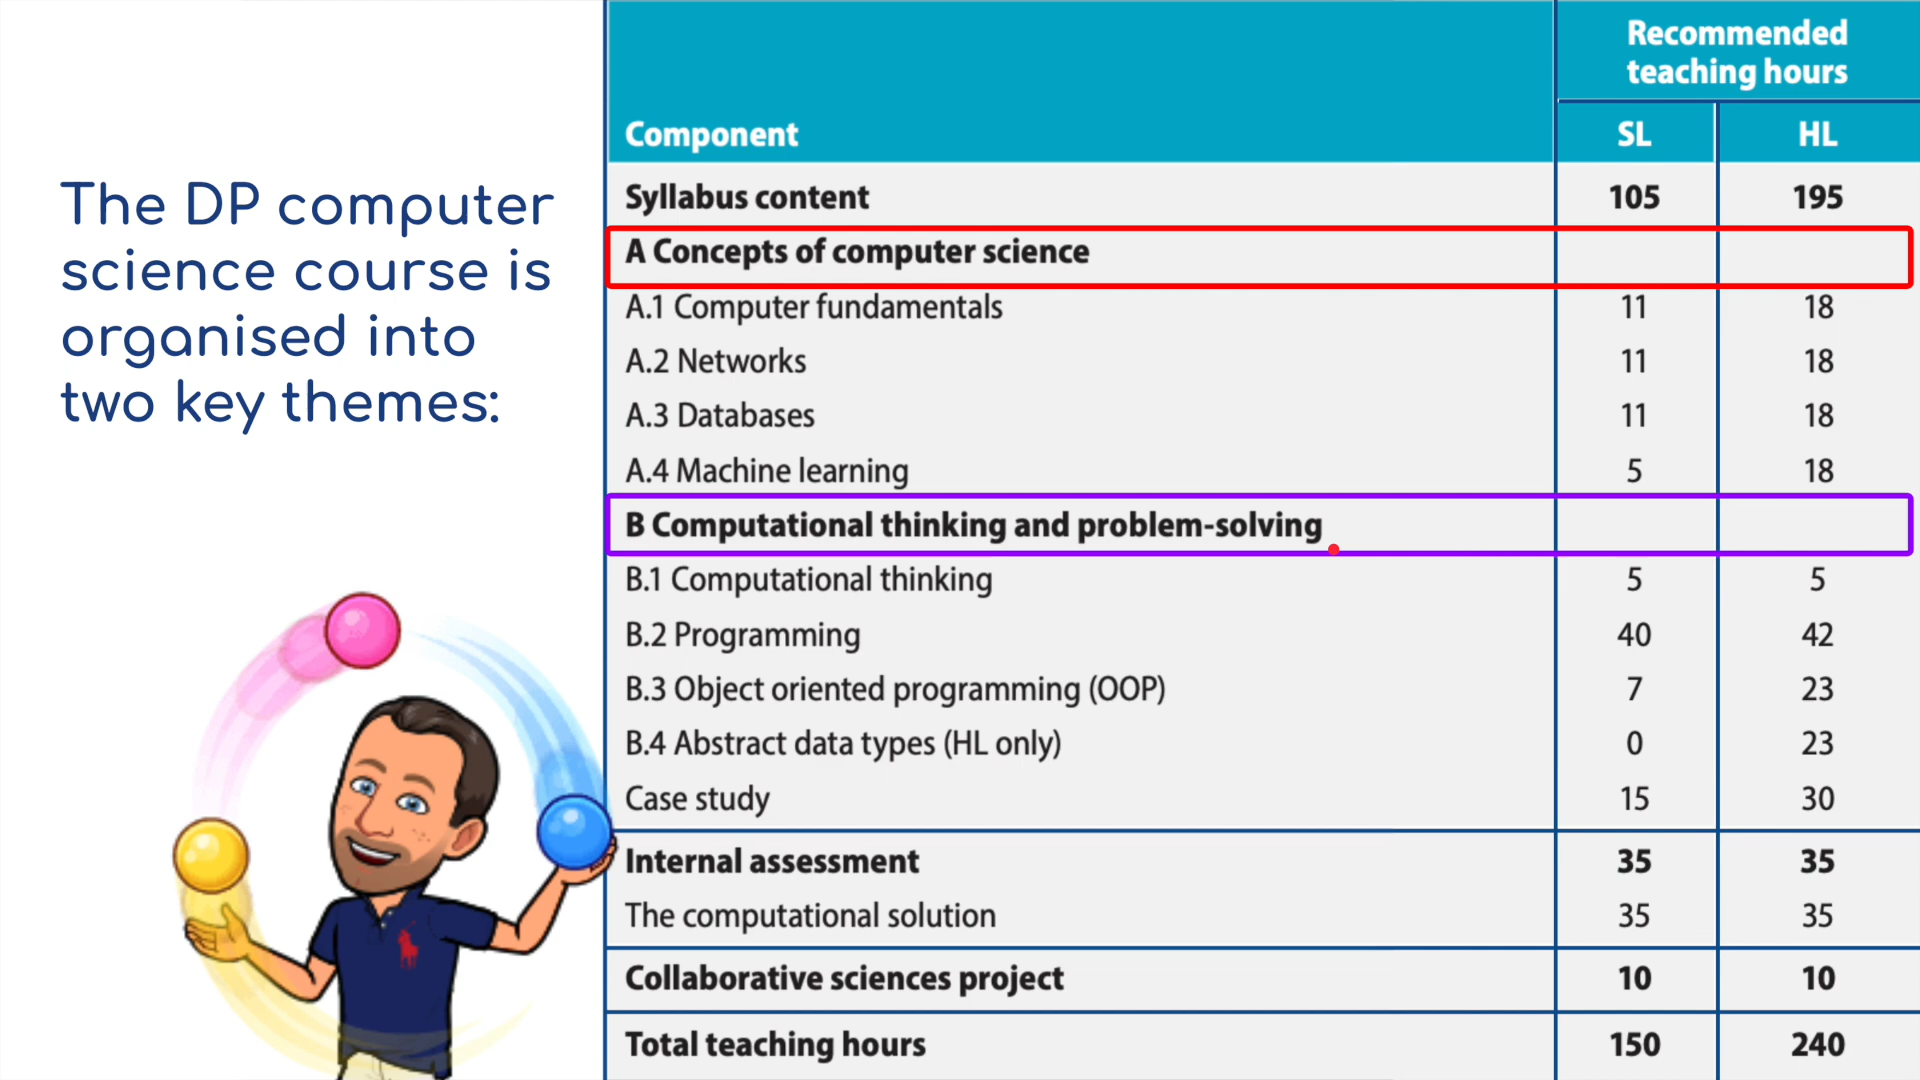 The DP computer
science course is
organised into
two key themes:
Recommended
teaching hours
Component SL HL
Syllabus content 105 195
A Concepts of computer science
A.1 Computer fundamentals 11 18
A.2 Networks 11 18
A.3 Databases 11 18
A.4 Machine learning 5 18
B Computational thinking and problem-solving
B.1 Computational thinking 5 5
B.2 Programming 40 42
B.3 Object oriented programming (OOP) 7 23
B.4 Abstract data types (HL only) 0 23
Case study 15 30
Internal assessment 35 35
The computational solution 35 35
Collaborative sciences project 10 10
Total teaching hours 150 240